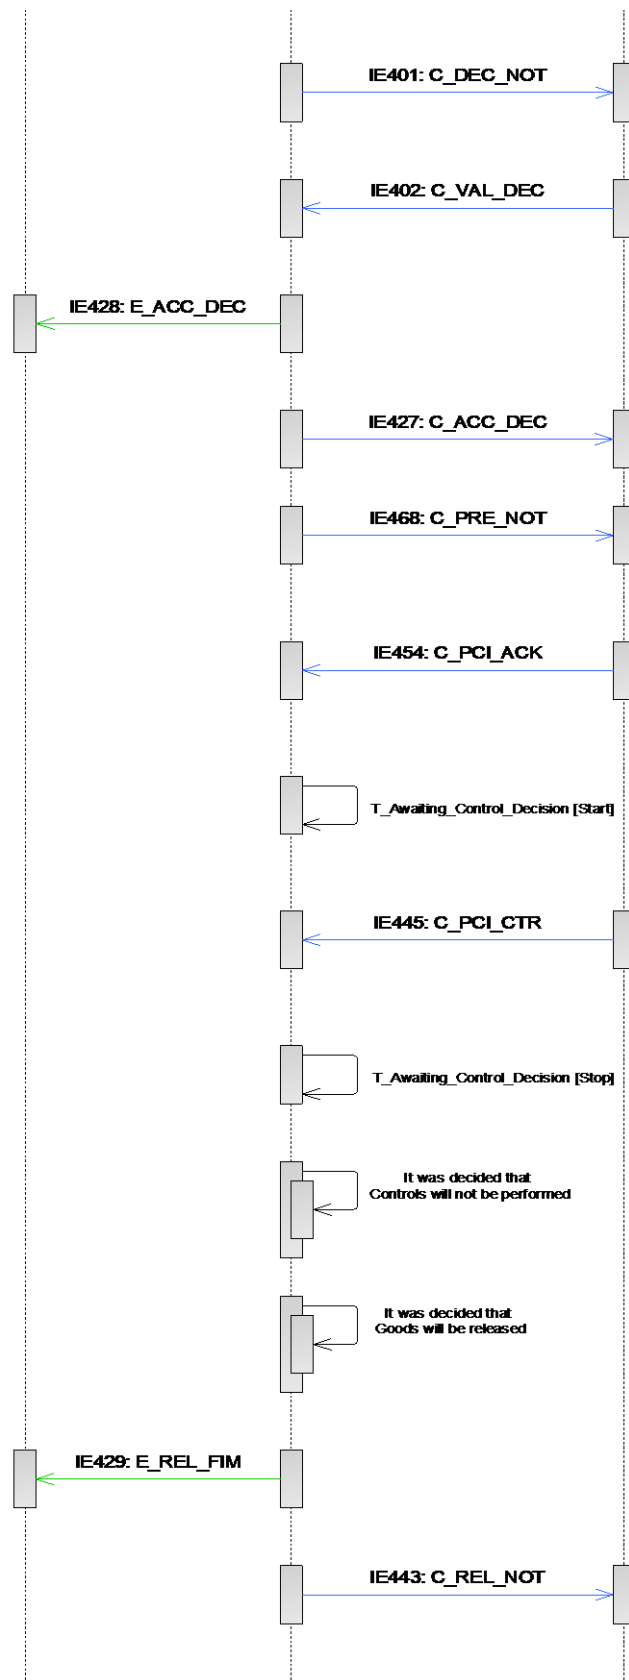 IE401: C_DEC_NOT
IE402: C_VAL_DEC
IE428: E_ACC_DEC
IE427: C_ACC_DEC
IE468: C_PRE_NOT
IE454: C_PCI_ACK
T_Awaiting_Control_Decision [Start]
IE445: C_PCI_CTR
T_Awaiting_Control_Decision [Stop]
It was decided that
Controls will not be performed
It was decided that
Goods will be released
IE429: E_REL_FIM
IE443: C_REL_NOT